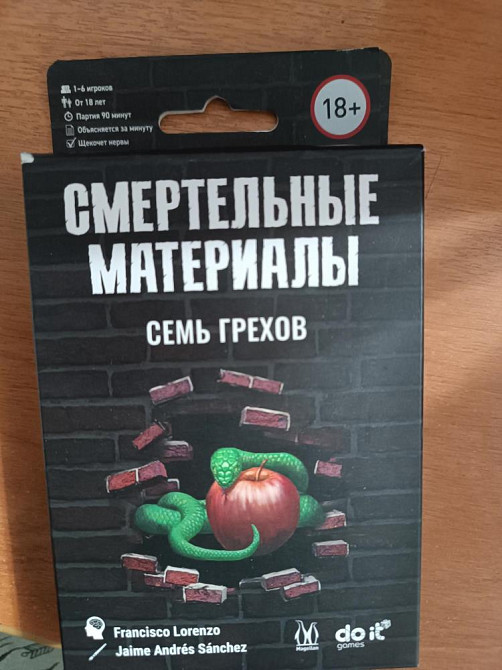 1–6 игроков
От 18 лет
Партия 90 минут
Объясняется за минуту
Щекочет нервы
18+
СМЕРТЕЛЬНЫЕ
МАТЕРИАЛЫ
СЕМЬ ГРЕХОВ
Francisco Lorenzo
Jaime Andrés Sánchez
Magellan
do it
games